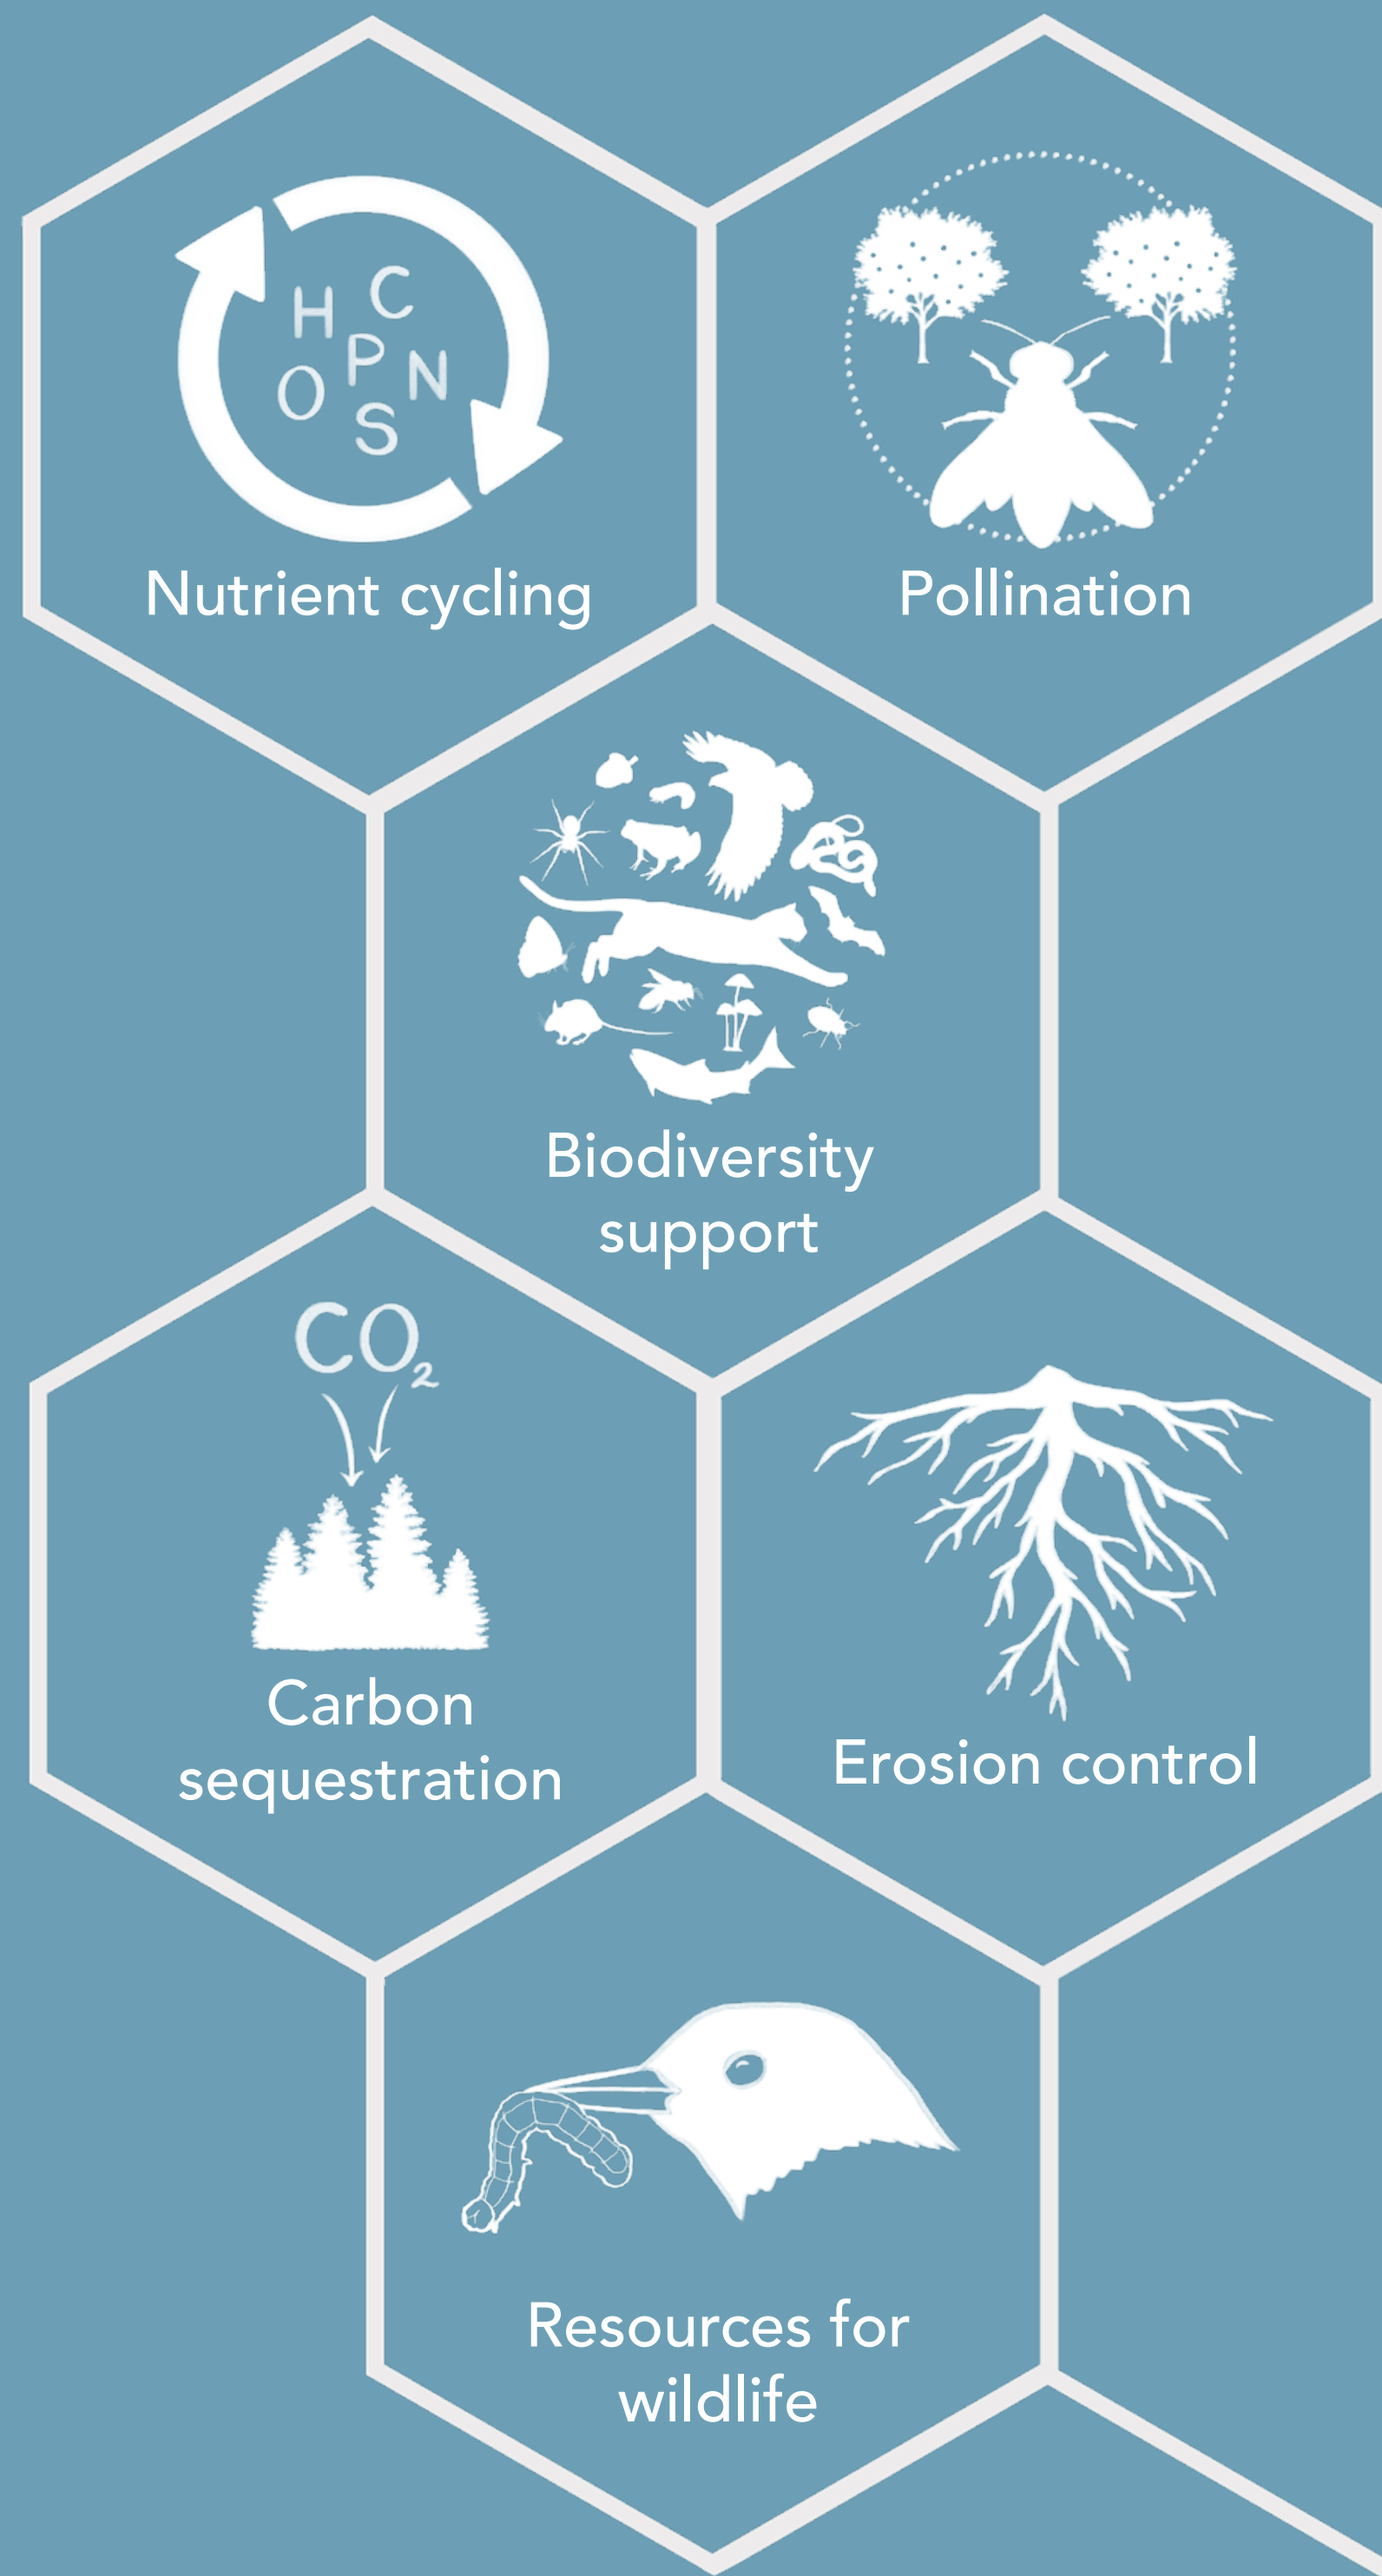 H C
P N
O
S
Nutrient cycling
Pollination
Biodiversity
support
CO₂
Carbon
sequestration
Erosion control
Resources for
wildlife